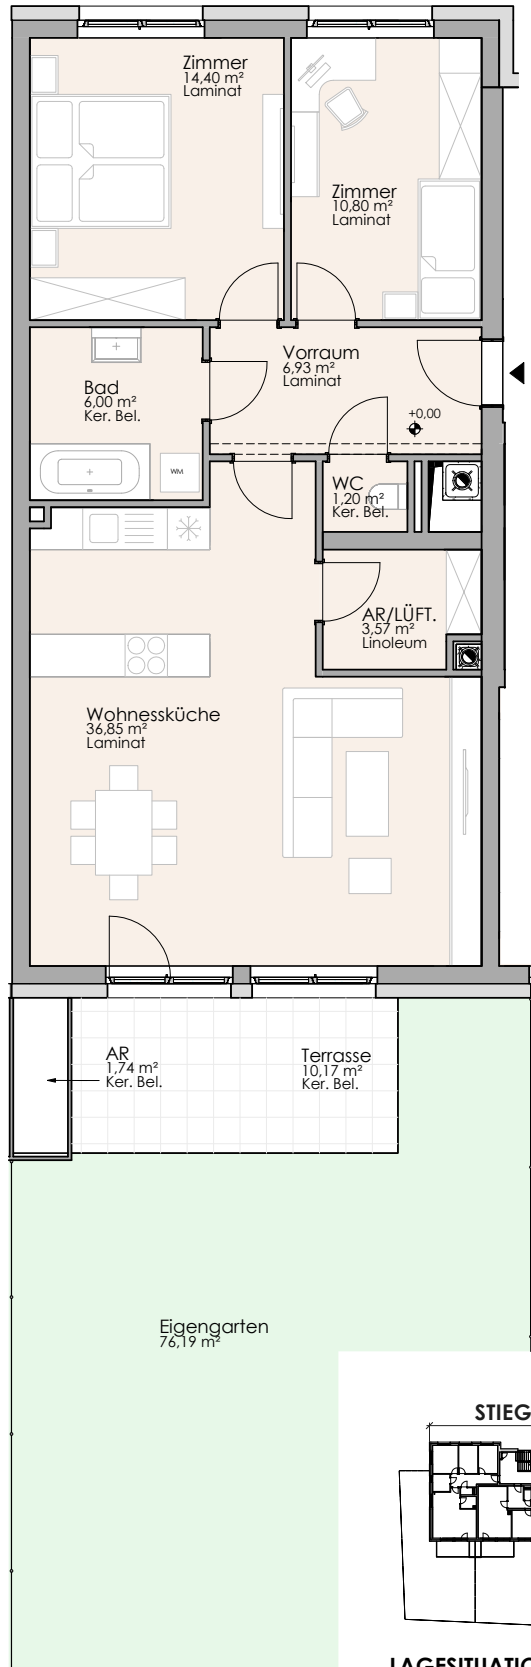 Zimmer
14,40 m²
Laminat
Zimmer
10,80 m²
Laminat
Vorraum
6,93 m²
Laminat
+0,00
Bad
6,00 m²
Ker. Bel.
WM
WC
1,20 m²
Ker. Bel.
AR/LÜFT.
3,57 m²
Linoleum
Wohnessküche
36,85 m²
Laminat
AR
1,74 m²
Ker. Bel.
Terrasse
10,17 m²
Ker. Bel.
Eigengarten
76,19 m²
STIEG
LAGESITUATIO